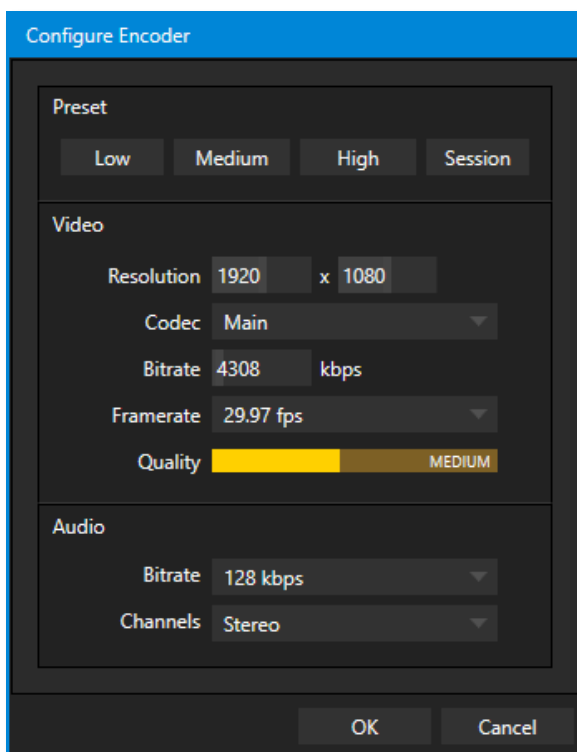 Configure Encoder
Preset
Low Medium High Session
Video
Resolution 1920 x 1080
Codec Main
Bitrate 4308 kbps
Framerate 29.97 fps
Quality MEDIUM
Audio
Bitrate 128 kbps
Channels Stereo
OK Cancel